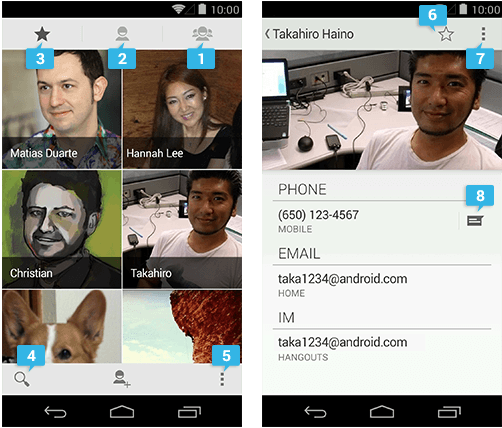 10:00
3
2
1
Matias Duarte
Hannah Lee
Christian
Takahiro
4
5
10:00
6
Takahiro Haino
7
PHONE
8
(650) 123-4567
MOBILE
EMAIL
taka1234@android.com
HOME
IM
taka1234@android.com
HANGOUTS